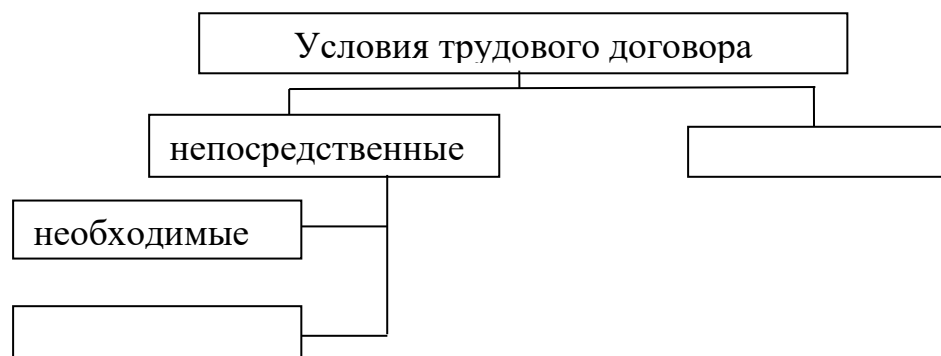 Условия трудового договора
непосредственные
необходимые